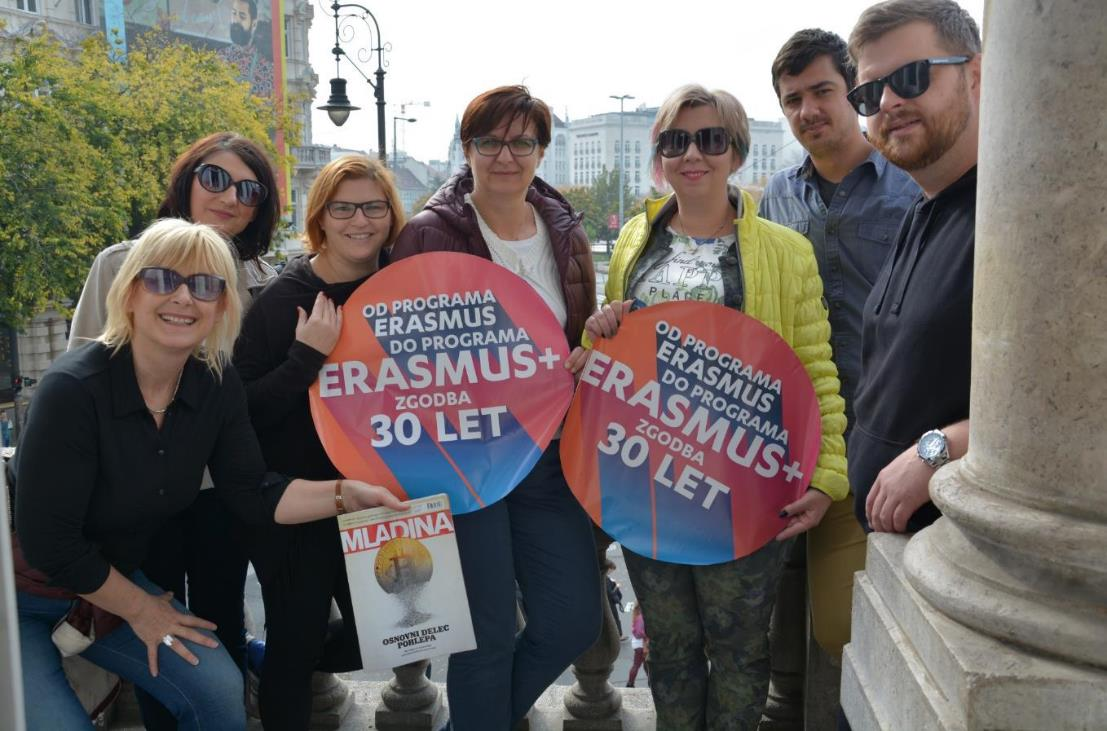 OD PROGRAMA
ERASMUS
DO PROGRAMA
ERASMUS+
ZGODBA
30 LET
OD PROGRAMA
ERASMUS
DO PROGRAMA
ERASMUS+
ZGODBA
30 LET
MLADINA
OSNOVNI DELEC
POHLEPA